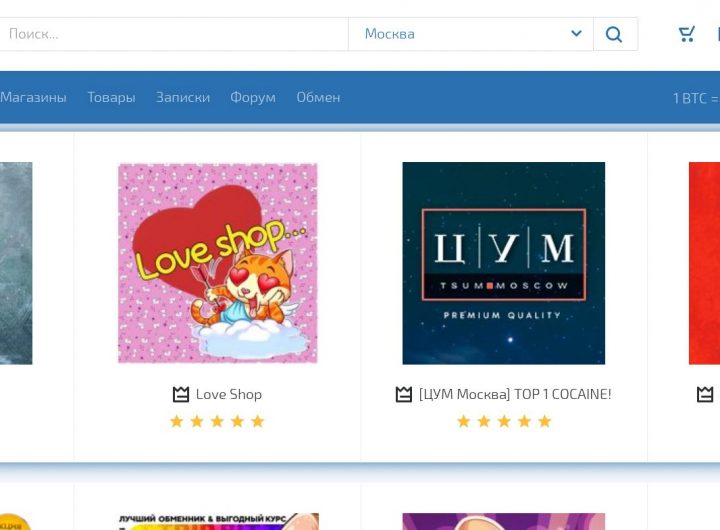 Поиск...
Москва
Магазины Товары Записки Форум Обмен
1 BTC =
Love shop...
Ц|У|М
TSUM MOSCOW
PREMIUM QUALITY
Love Shop
[ЦУМ Москва] TOP 1 COCAINE!
ЛУЧШИЙ ОБМЕННИК & ВЫГОДНЫЙ КУРС